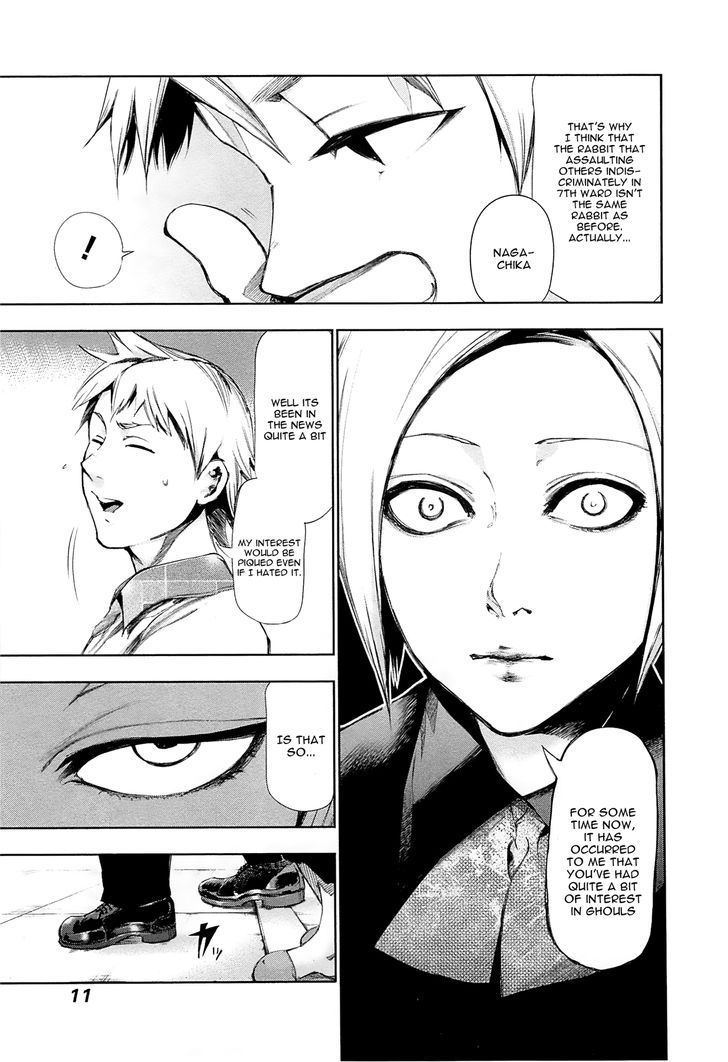 THAT'S WHY
I THINK THAT
THE RABBIT THAT
ASSAULTING
OTHERS INDIS-
CRIMINATELY IN
7TH WARD ISN'T
THE SAME
RABBIT AS
BEFORE.
ACTUALLY...
NAGA-
CHIKA
!
FOR SOME
TIME NOW,
IT HAS
OCCURRED
TO ME THAT
YOU'VE HAD
QUITE A BIT
OF INTEREST
IN GHOULS
WELL ITS
BEEN IN
THE NEWS
QUITE A BIT
MY INTEREST
WOULD BE
PIQUED EVEN
IF I HATED IT.
IS THAT
SO...
カッ
11